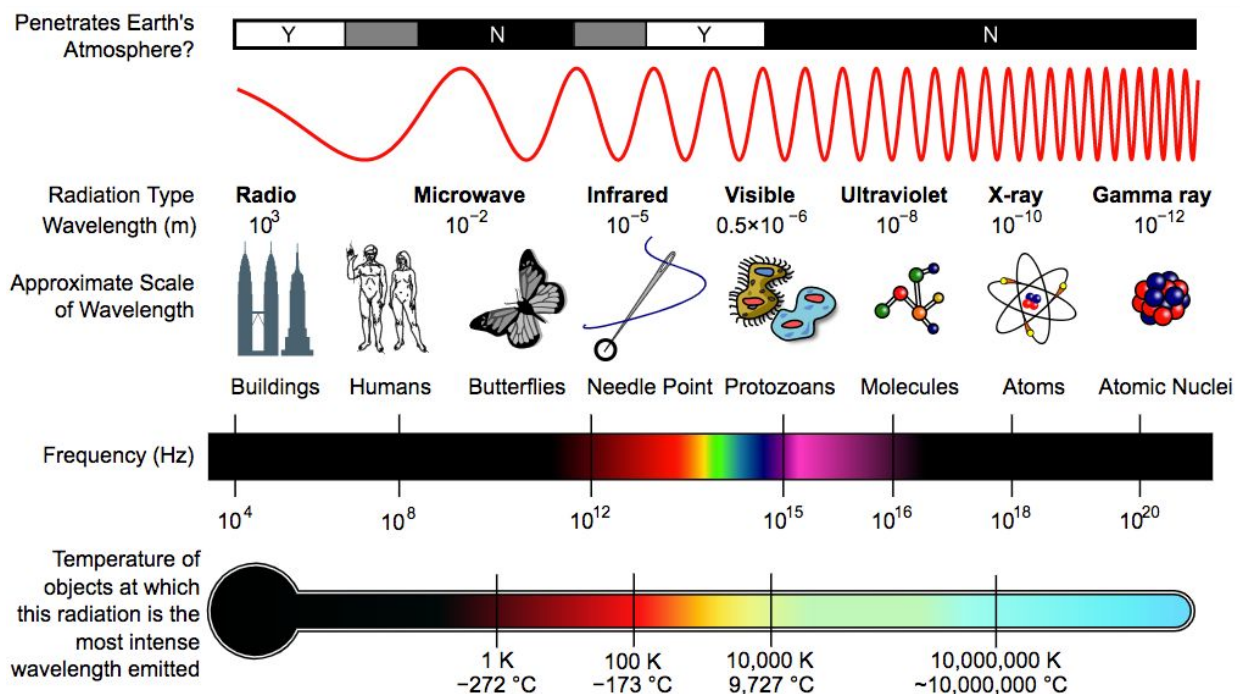 Penetrates Earth's
Atmosphere?
Y N Y N
Radiation Type
Radio Microwave Infrared Visible Ultraviolet X-ray Gamma ray
Wavelength (m)
10³ 10⁻² 10⁻⁵ 0.5×10⁻⁶ 10⁻⁸ 10⁻¹⁰ 10⁻¹²
Approximate Scale
of Wavelength
Buildings Humans Butterflies Needle Point Protozoans Molecules Atoms Atomic Nuclei
Frequency (Hz)
10⁴ 10⁸ 10¹² 10¹⁵ 10¹⁶ 10¹⁸ 10²⁰
Temperature of
objects at which
this radiation is the
most intense
wavelength emitted
1 K 100 K 10,000 K 10,000,000 K
−272 °C −173 °C 9,727 °C ~10,000,000 °C